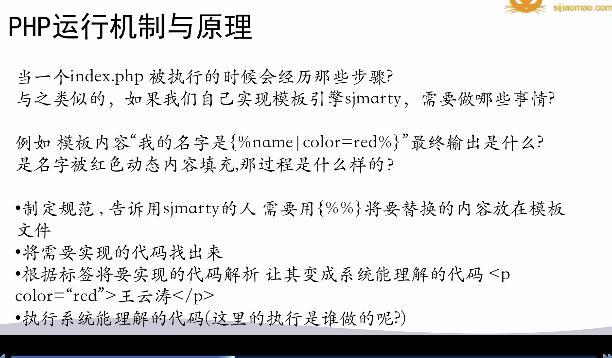 sijiaomao.com
PHP运行机制与原理
当一个index.php 被执行的时候会经历那些步骤?
与之类似的，如果我们自己实现模板引擎sjmarty，需要做哪些事情?
例如 模板内容“我的名字是{%name|color=red%}”最终输出是什么?
是名字被红色动态内容填充,那过程是什么样的?
•制定规范，告诉用sjmarty的人 需要用{%%}将要替换的内容放在模板
文件
•将需要实现的代码找出来
•根据标签将要实现的代码解析 让其变成系统能理解的代码 <p
color=“red”>王云涛</p>
•执行系统能理解的代码(这里的执行是谁做的呢?)